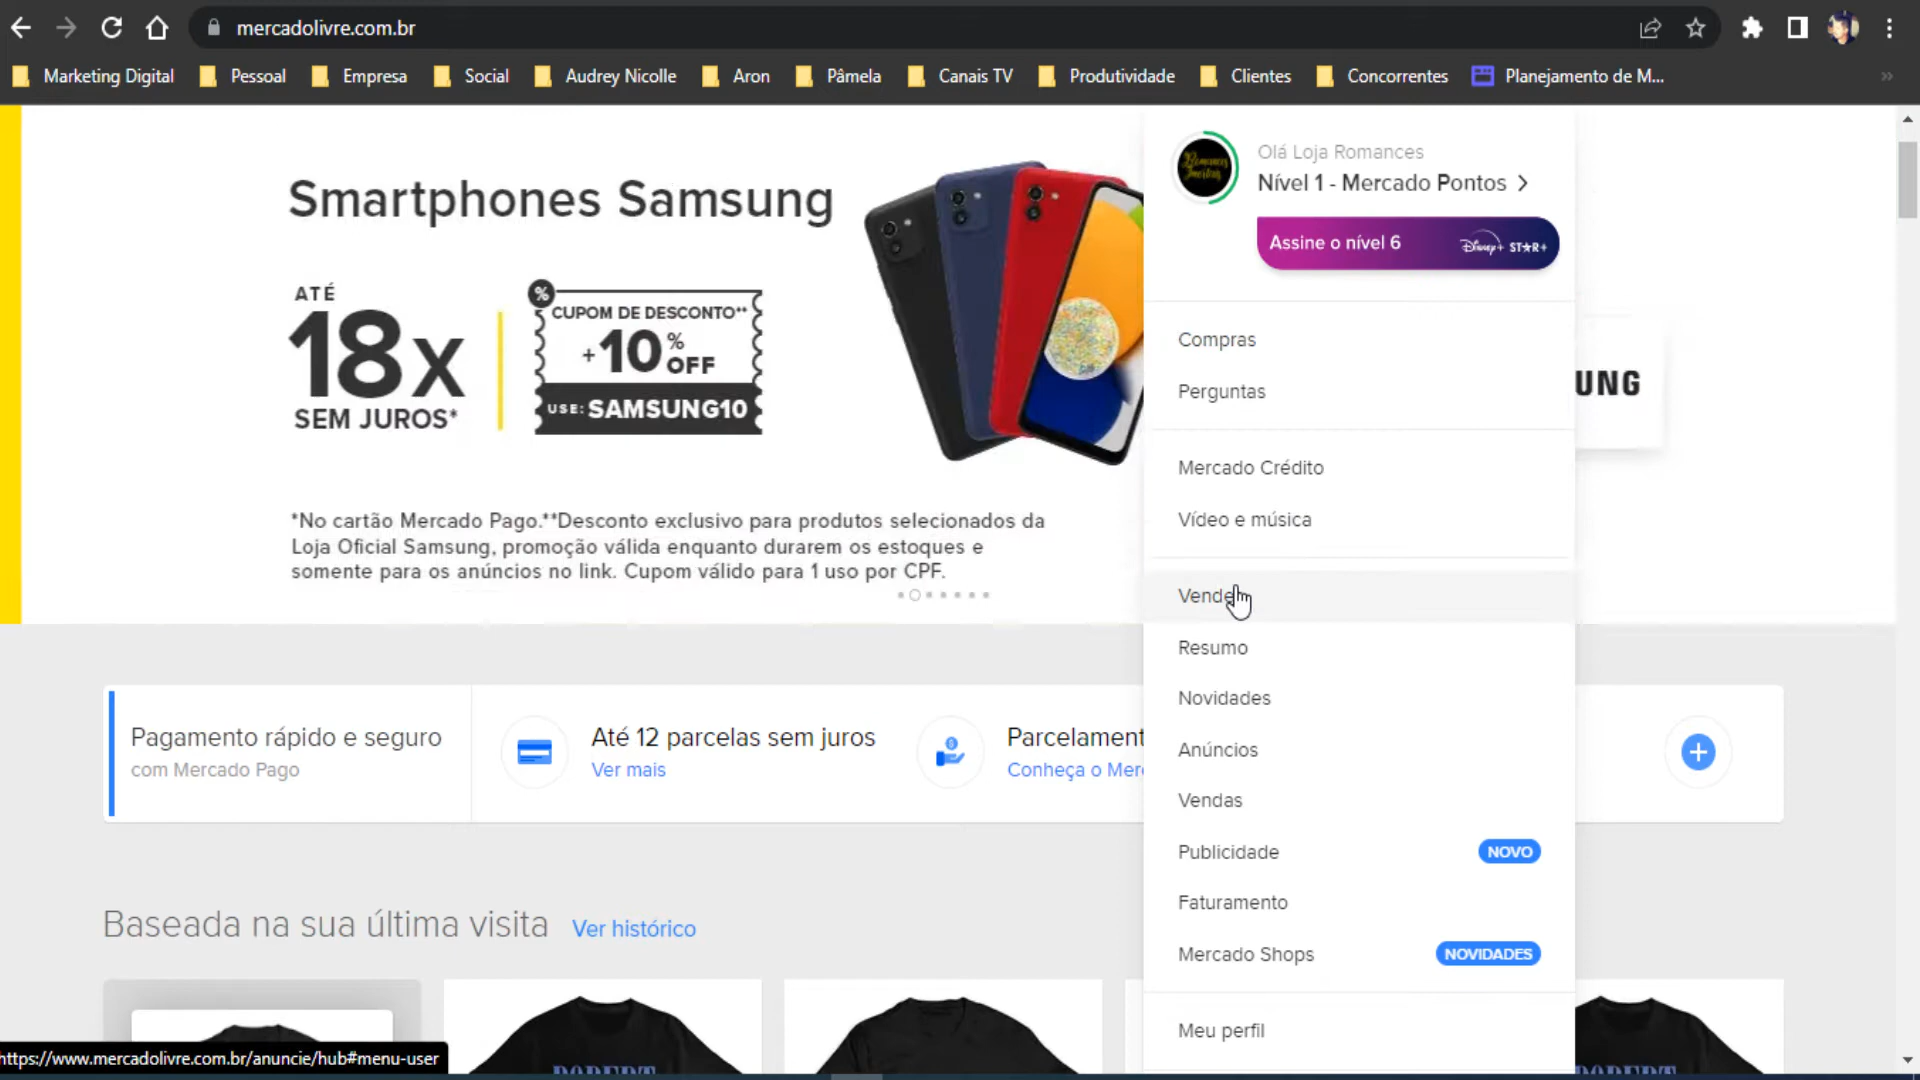 mercadolivre.com.br
Marketing Digital
Pessoal
Empresa
Social
Audrey Nicolle
Aron
Pâmela
Canais TV
Produtividade
Clientes
Concorrentes
Planejamento de M...
Smartphones Samsung
ATÉ
18x
SEM JUROS*
%
CUPOM DE DESCONTO**
+10% OFF
USE: SAMSUNG10
*No cartão Mercado Pago.**Desconto exclusivo para produtos selecionados da
Loja Oficial Samsung, promoção válida enquanto durarem os estoques e
somente para os anúncios no link. Cupom válido para 1 uso por CPF.
UNG
Olá Loja Romances
Nível 1 - Mercado Pontos
Assine o nível 6
Disney+ STAR+
Compras
Perguntas
Mercado Crédito
Vídeo e música
Vende
Resumo
Novidades
Anúncios
Vendas
Publicidade NOVO
Faturamento
Mercado Shops NOVIDADES
Meu perfil
Pagamento rápido e seguro
com Mercado Pago
Até 12 parcelas sem juros
Ver mais
Parcelament
Conheça o Mer
Baseada na sua última visita
Ver histórico
https://www.mercadolivre.com.br/anuncie/hub#menu-user